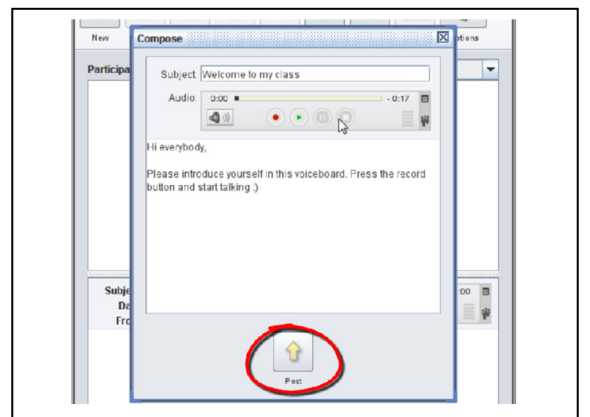 New
Compose
Participa
Subject: Welcome to my class
Audio: 0:00 - 0:17
Hi everybody,
Please introduce yourself in this voiceboard. Press the record
button and start talking :)
Subje
Da
Fro
:00
Post